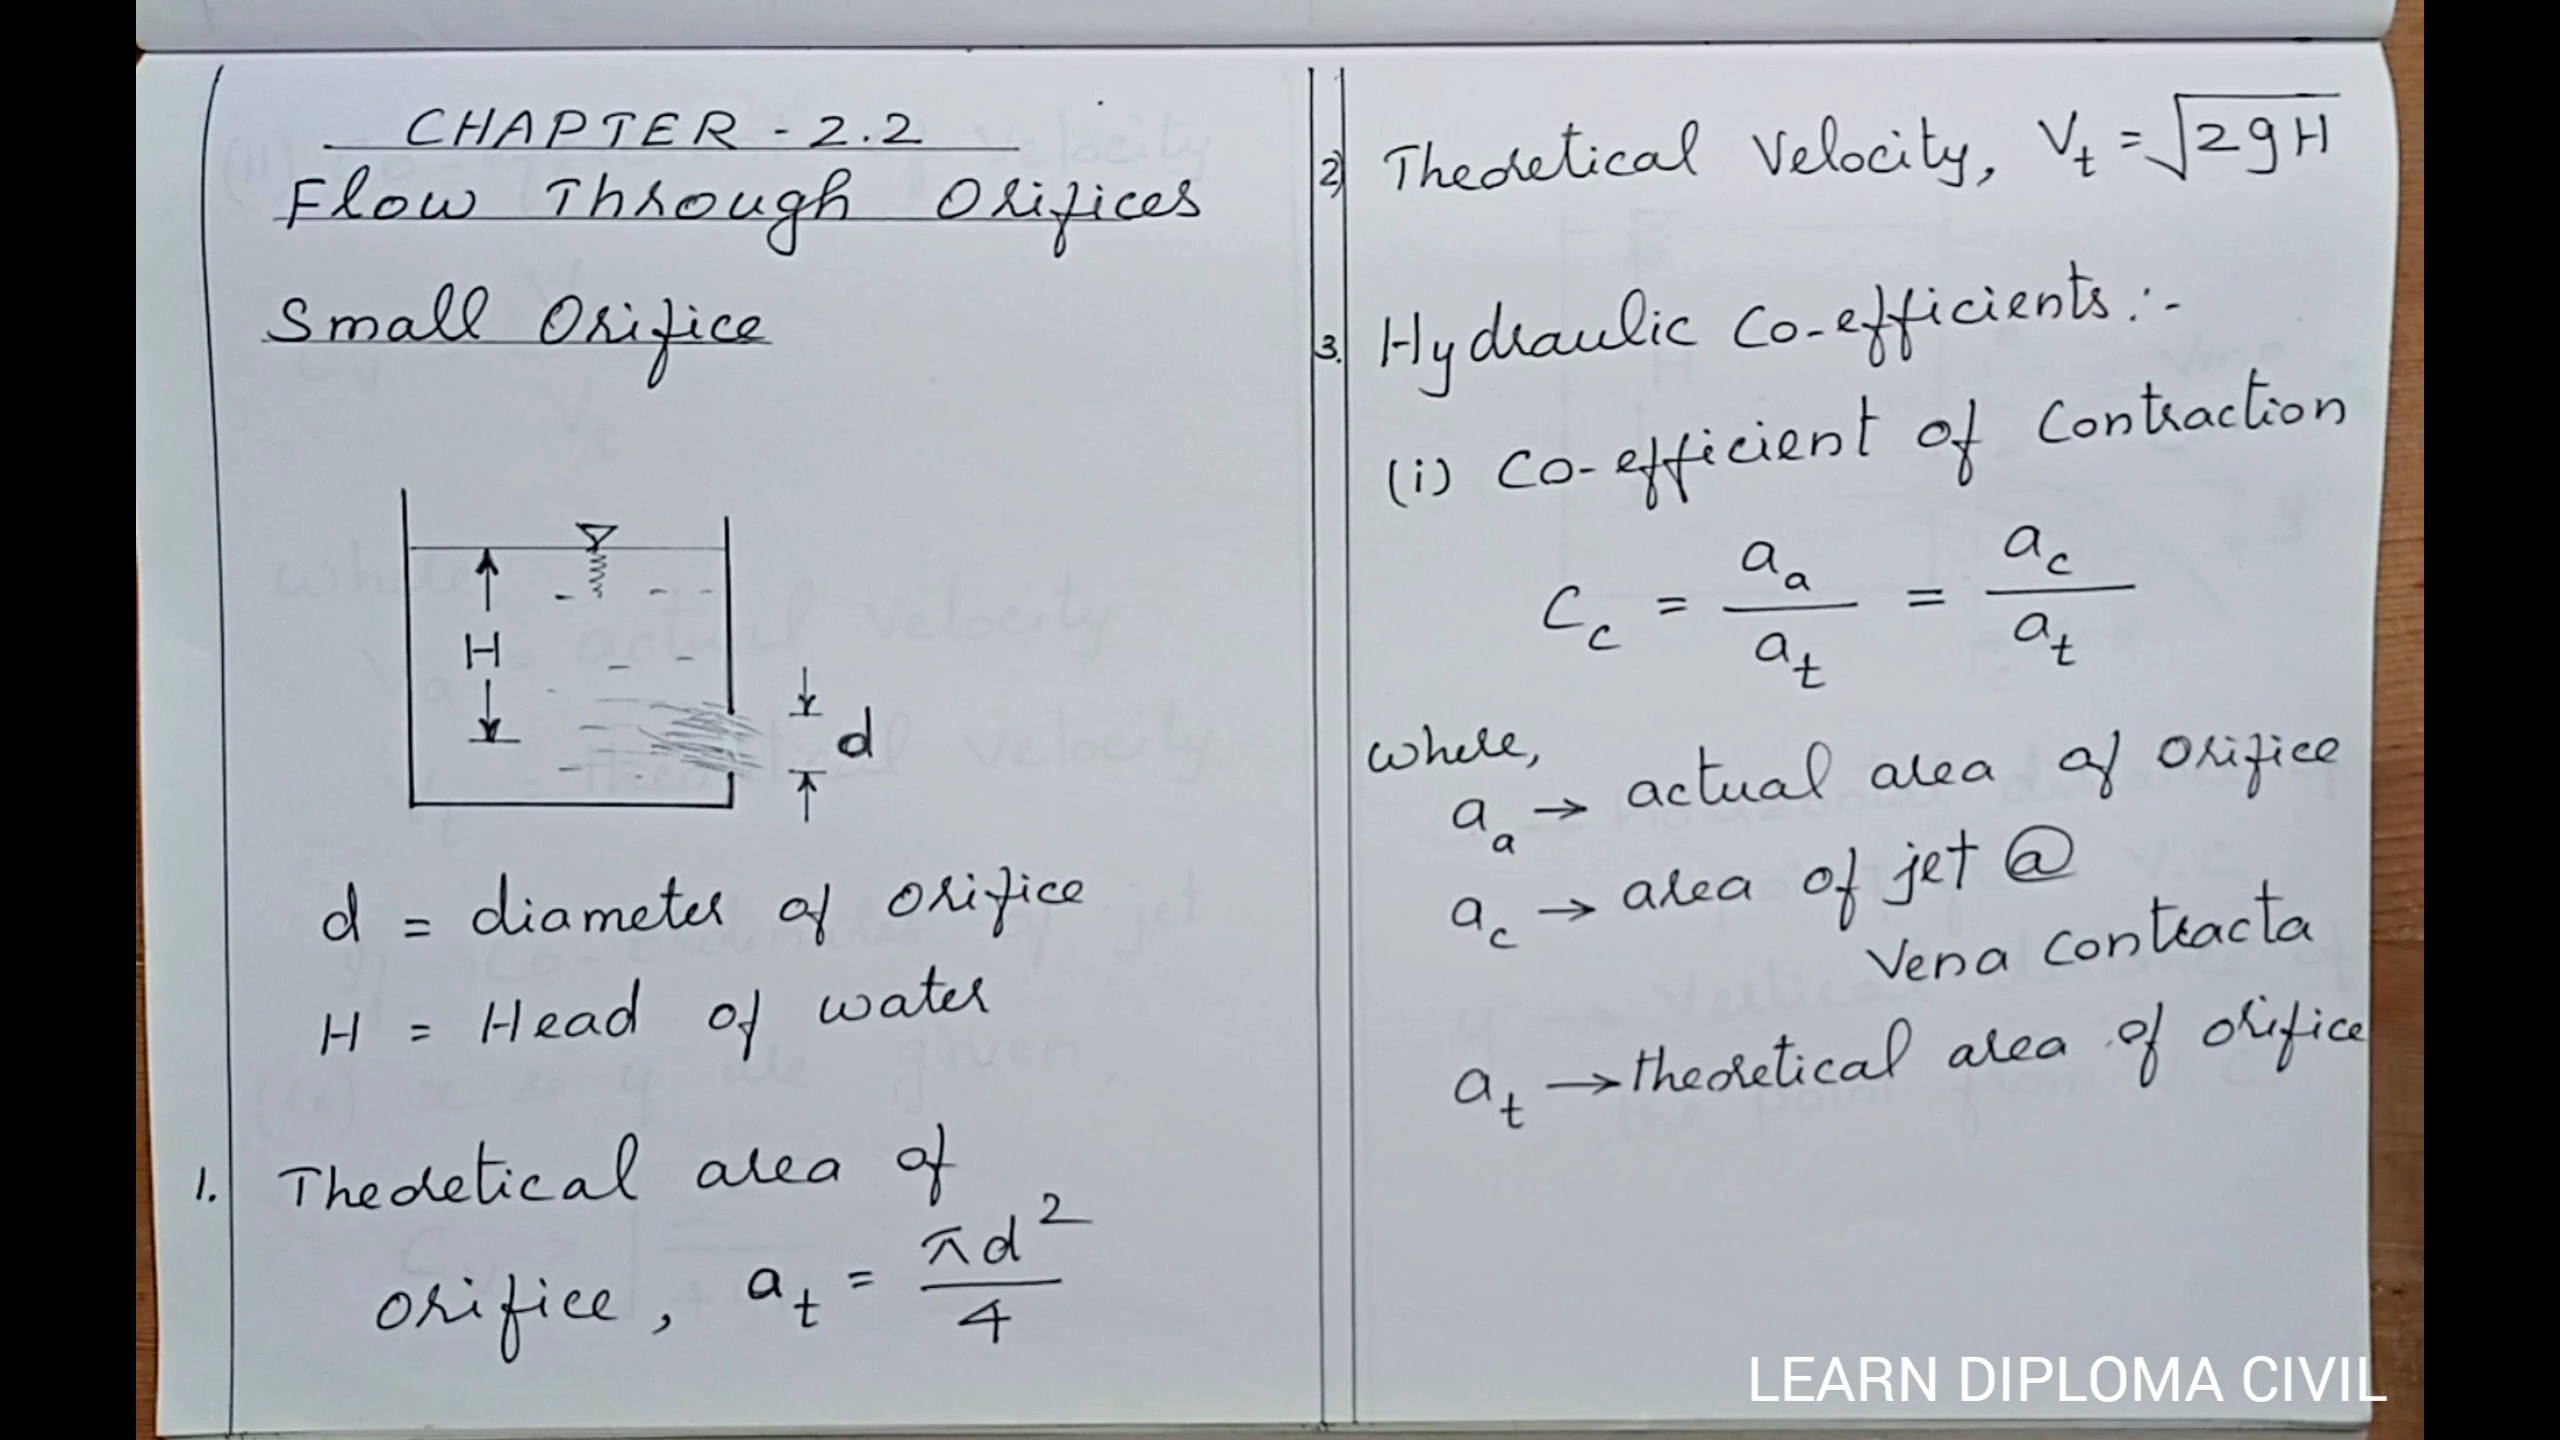 CHAPTER - 2.2
Flow Through Orifices
Small Orifice
H
d
d = diameter of orifice
H = Head of water
1. Theoretical area of
orifice, aₜ = πd²/4
2) Theoretical Velocity, Vₜ = √2gH
3. Hydraulic Co-efficients :-
(i) Co-efficient of Contraction
C꜀ = aₐ/aₜ = a꜀/aₜ
where,
aₐ → actual area of orifice
a꜀ → area of jet @
Vena contracta
aₜ → theoretical area of orifice
LEARN DIPLOMA CIVIL